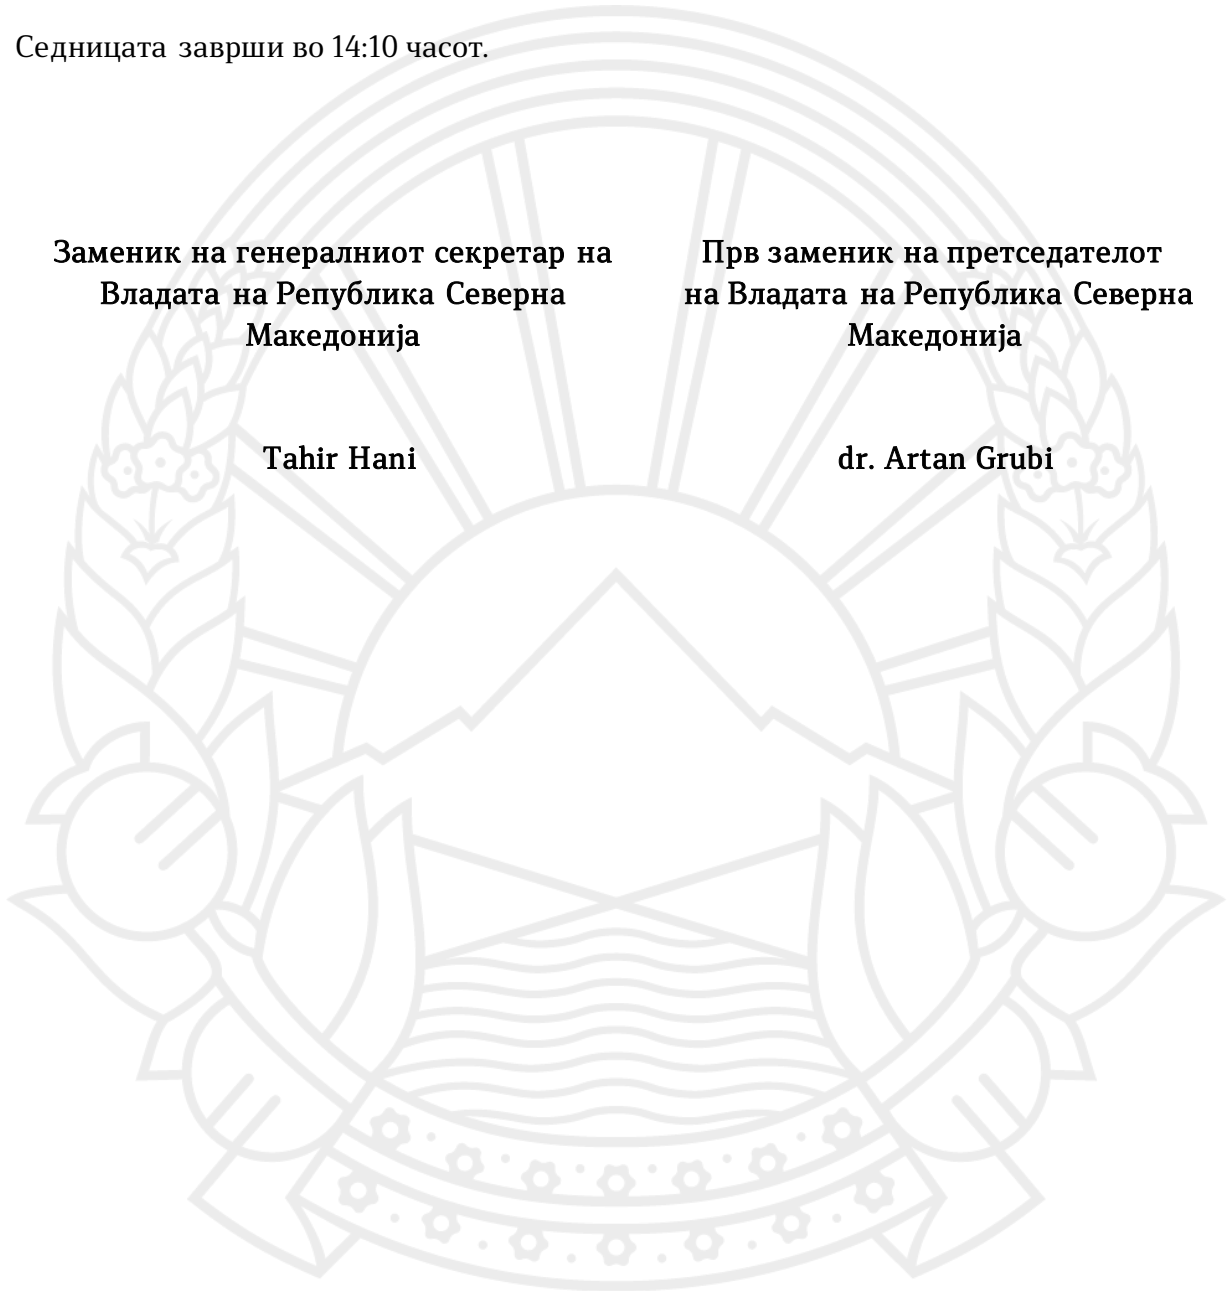 Седницата заврши во 14:10 часот.
Заменик на генералниот секретар на
Владата на Република Северна
Македонија
Tahir Hani
Прв заменик на претседателот
на Владата на Република Северна
Македонија
dr. Artan Grubi